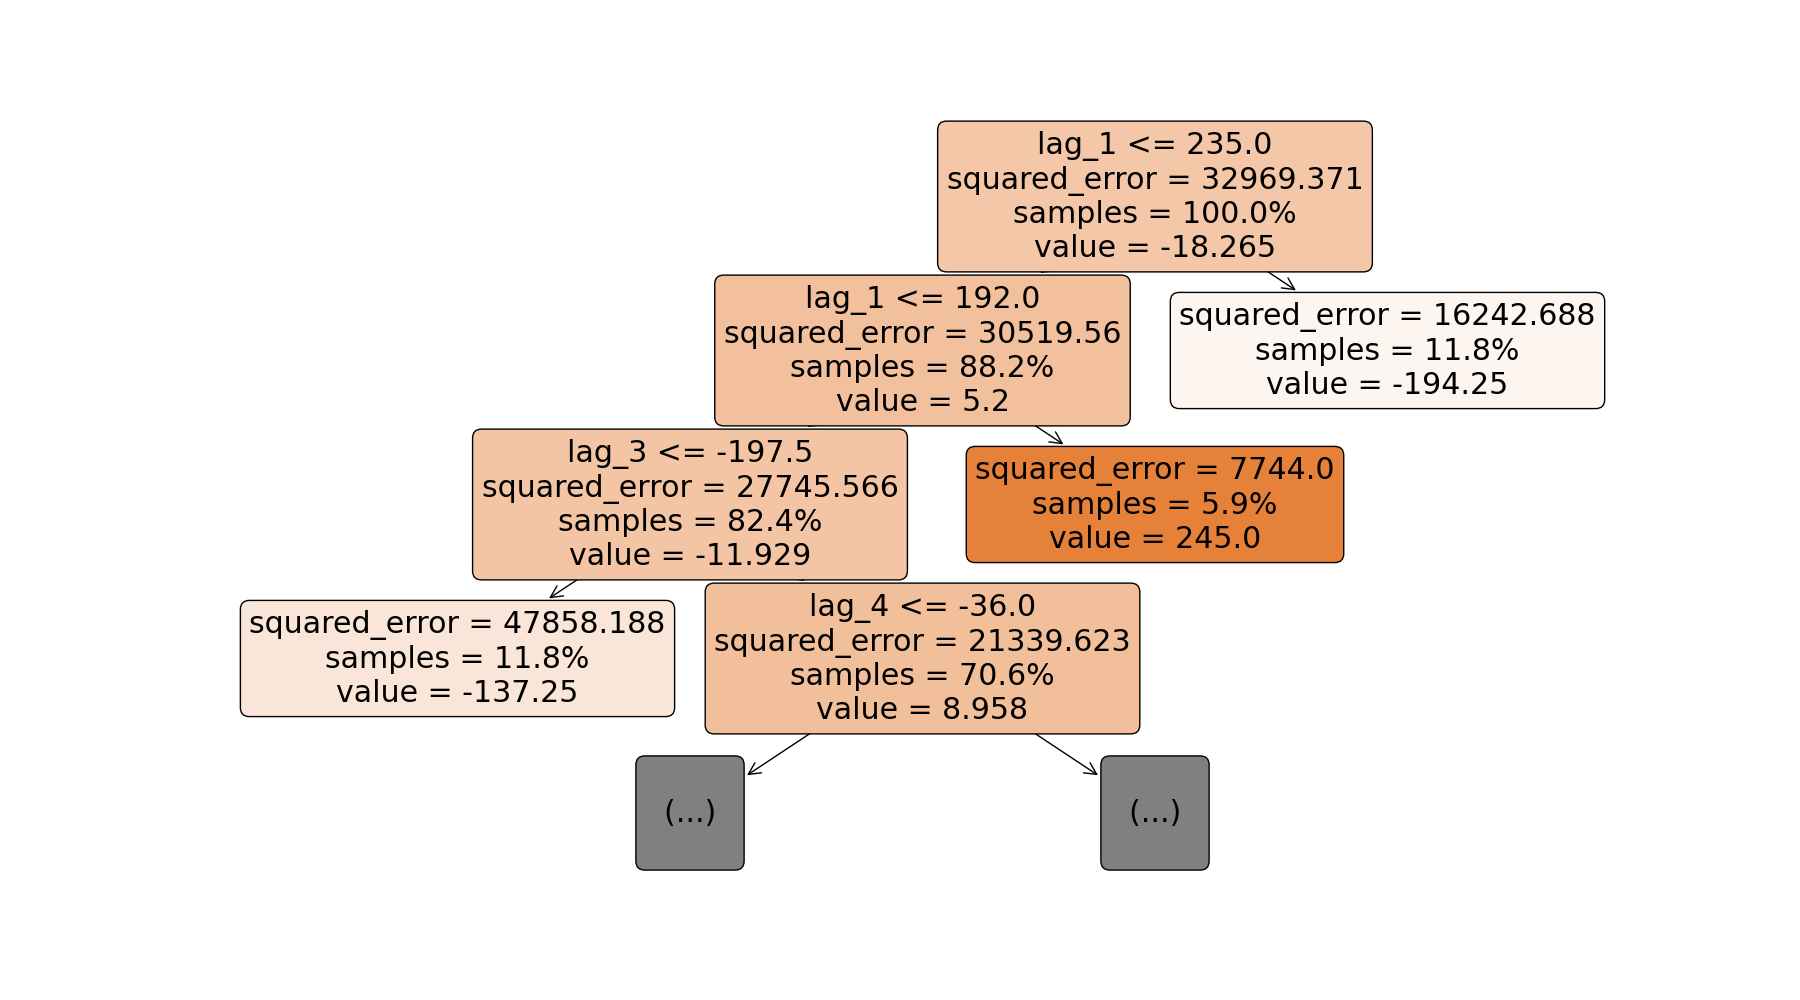 lag_1 <= 235.0
squared_error = 32969.371
samples = 100.0%
value = -18.265
lag_1 <= 192.0
squared_error = 30519.56
samples = 88.2%
value = 5.2
squared_error = 16242.688
samples = 11.8%
value = -194.25
lag_3 <= -197.5
squared_error = 27745.566
samples = 82.4%
value = -11.929
squared_error = 7744.0
samples = 5.9%
value = 245.0
squared_error = 47858.188
samples = 11.8%
value = -137.25
lag_4 <= -36.0
squared_error = 21339.623
samples = 70.6%
value = 8.958
(...)
(...)